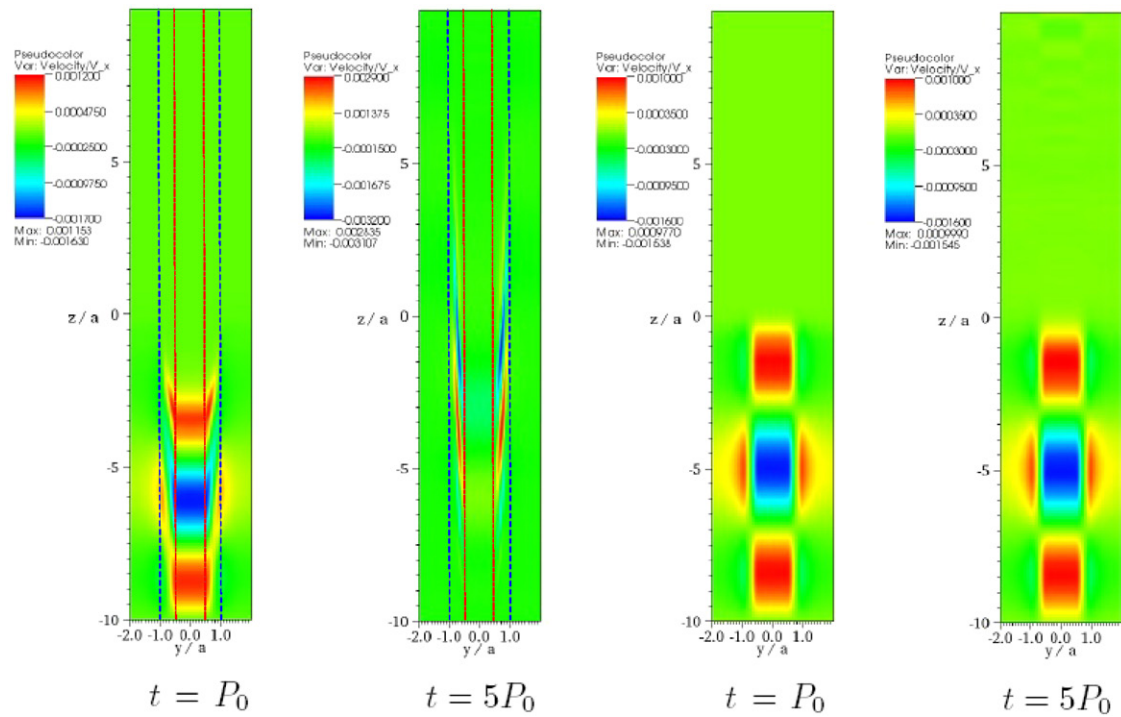 Pseudocolor
Var: Velocity/V_x
0.001200
0.0004750
-0.0002500
-0.0009750
-0.001700
Max: 0.001153
Min: -0.001630
5
0
-5
-10
z / a
-2.0 -1.0 0.0 1.0
y / a
t = P₀
Pseudocolor
Var: Velocity/V_x
0.002900
0.001375
-0.0001500
-0.001675
-0.003200
Max: 0.002835
Min: -0.003107
5
0
-5
-10
z / a
-2.0 -1.0 0.0 1.0
y / a
t = 5P₀
Pseudocolor
Var: Velocity/V_x
0.001000
0.0003500
-0.0003000
-0.0009500
-0.001600
Max: 0.0009770
Min: -0.001538
5
0
-5
-10
z / a
-2.0 -1.0 0.0 1.0
y / a
t = P₀
Pseudocolor
Var: Velocity/V_x
0.001000
0.0003500
-0.0003000
-0.0009500
-0.001600
Max: 0.0009990
Min: -0.001545
5
0
-5
-10
z / a
-2.0 -1.0 0.0 1.0
y / a
t = 5P₀